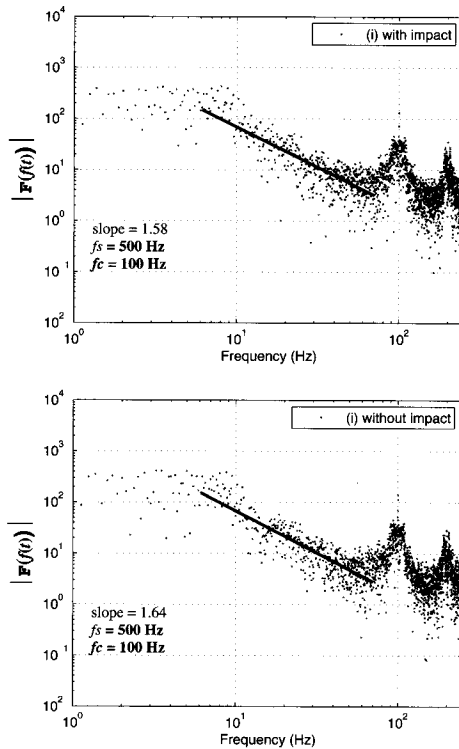 10^4
(i) with impact
10^3
10^2
10^1
10^0
|F(f(t))|
slope = 1.58
fs = 500 Hz
fc = 100 Hz
10^1
10^2
10^0 10^1 10^2
Frequency (Hz)
10^4
(i) without impact
10^3
10^2
10^1
10^0
|F(f(t))|
slope = 1.64
fs = 500 Hz
fc = 100 Hz
10^1
10^2
10^0 10^1 10^2
Frequency (Hz)